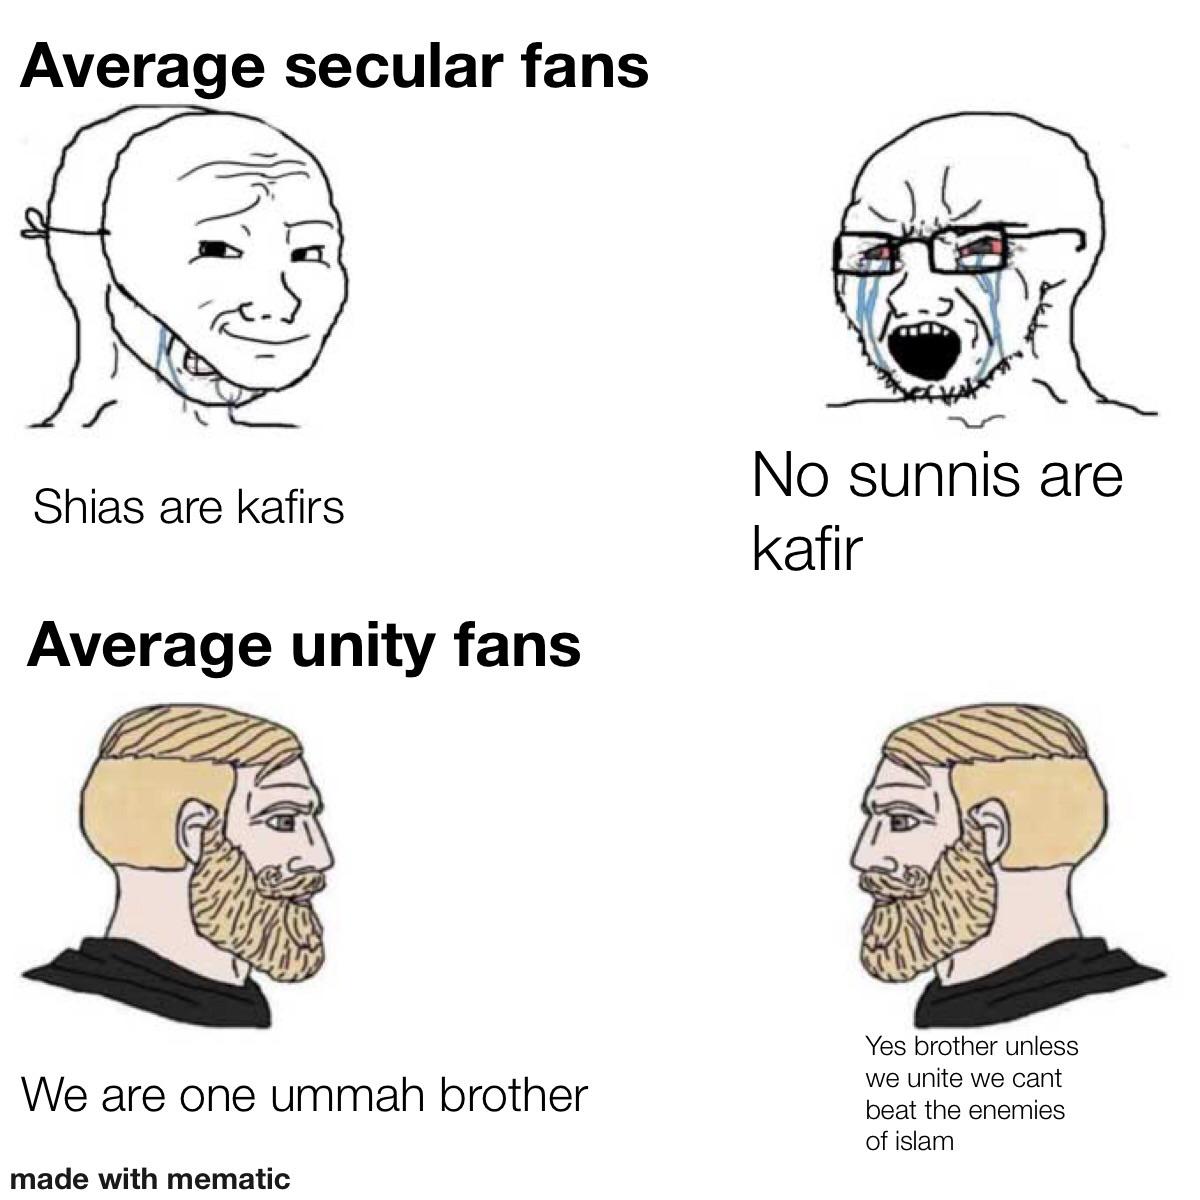 Average secular fans
Shias are kafirs
No sunnis are
kafir
Average unity fans
We are one ummah brother
Yes brother unless
we unite we cant
beat the enemies
of islam
made with mematic